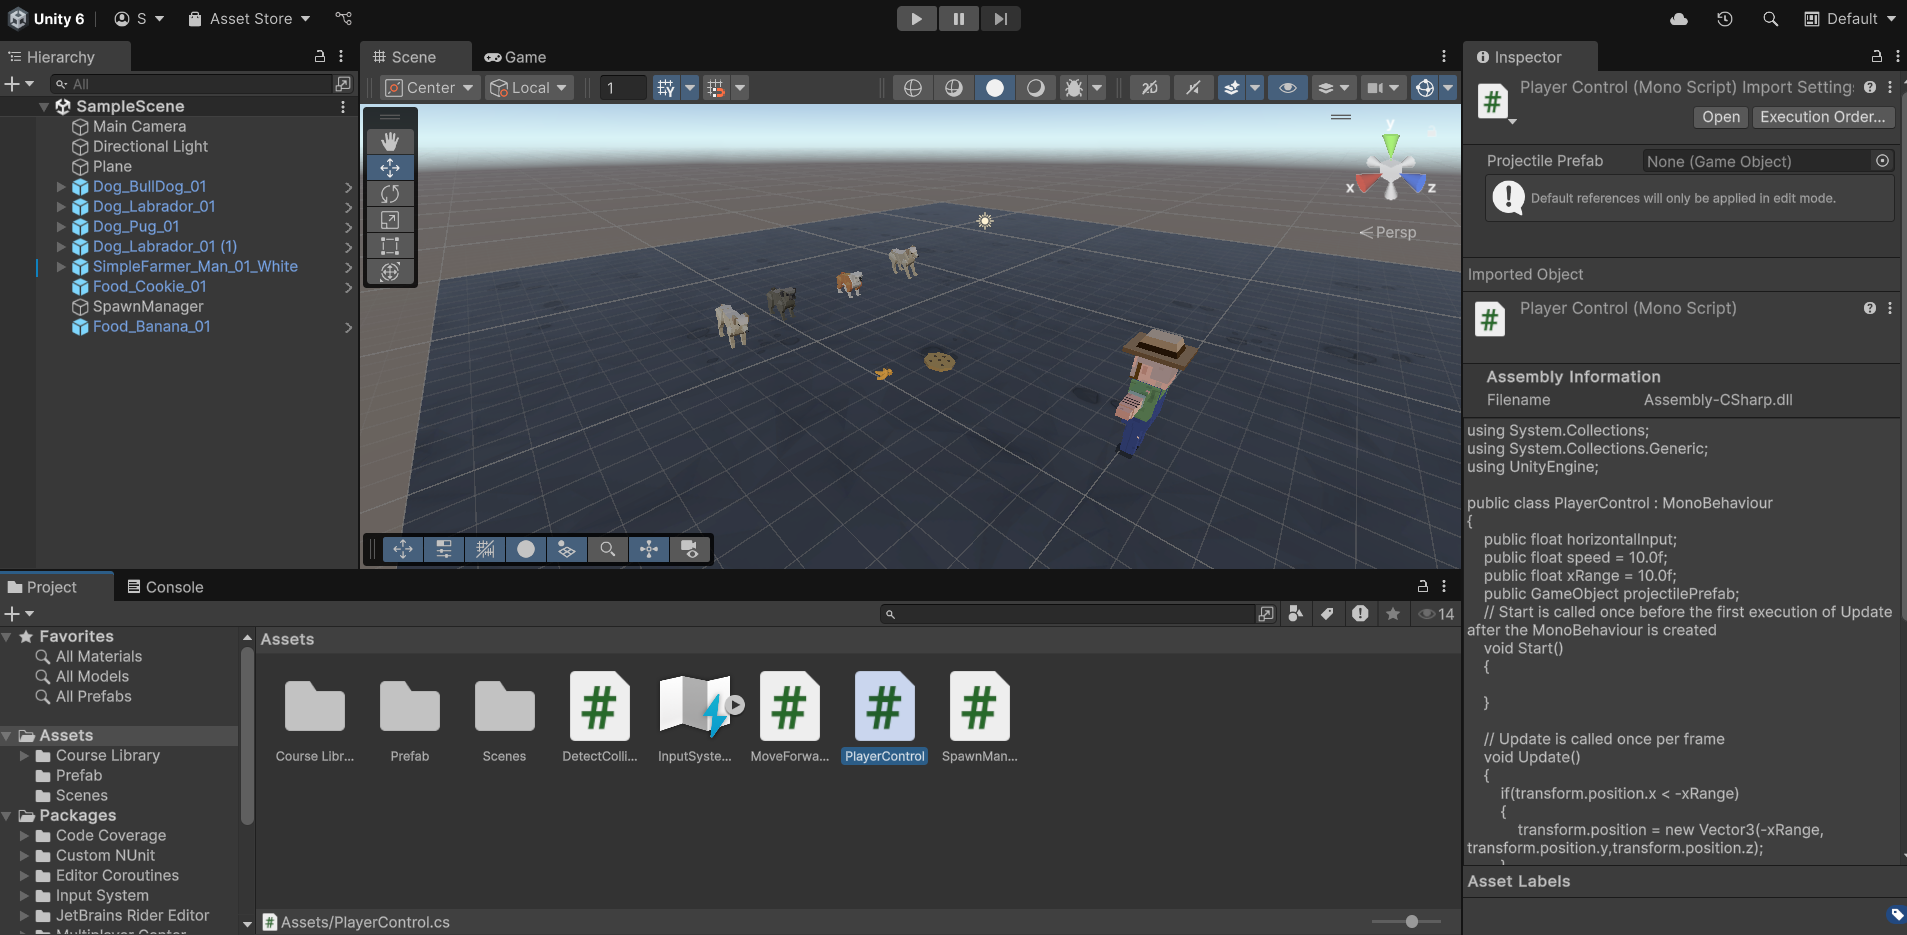 Unity 6
S
Asset Store
Default
Hierarchy
All
SampleScene
Main Camera
Directional Light
Plane
Dog_BullDog_01
Dog_Labrador_01
Dog_Pug_01
Dog_Labrador_01 (1)
SimpleFarmer_Man_01_White
Food_Cookie_01
SpawnManager
Food_Banana_01
Scene
Game
Center
Local
1
2D
y
x
z
Persp
Inspector
Player Control (Mono Script) Import Setting
Open
Execution Order...
Projectile Prefab
None (Game Object)
Default references will only be applied in edit mode.
Imported Object
Player Control (Mono Script)
Assembly Information
Filename
Assembly-CSharp.dll
using System.Collections;
using System.Collections.Generic;
using UnityEngine;
public class PlayerControl : MonoBehaviour
{
public float horizontalInput;
public float speed = 10.0f;
public float xRange = 10.0f;
public GameObject projectilePrefab;
// Start is called once before the first execution of Update
after the MonoBehaviour is created
void Start()
{
}
// Update is called once per frame
void Update()
{
if(transform.position.x < -xRange)
{
transform.position = new Vector3(-xRange,
transform.position.y,transform.position.z);
}
Asset Labels
Project
Console
14
Favorites
All Materials
All Models
All Prefabs
Assets
Course Library
Prefab
Scenes
Packages
Code Coverage
Custom NUnit
Editor Coroutines
Input System
JetBrains Rider Editor
Assets
Course Libr...
Prefab
Scenes
DetectColli...
InputSyste...
MoveForwa...
PlayerControl
SpawnMan...
Assets/PlayerControl.cs